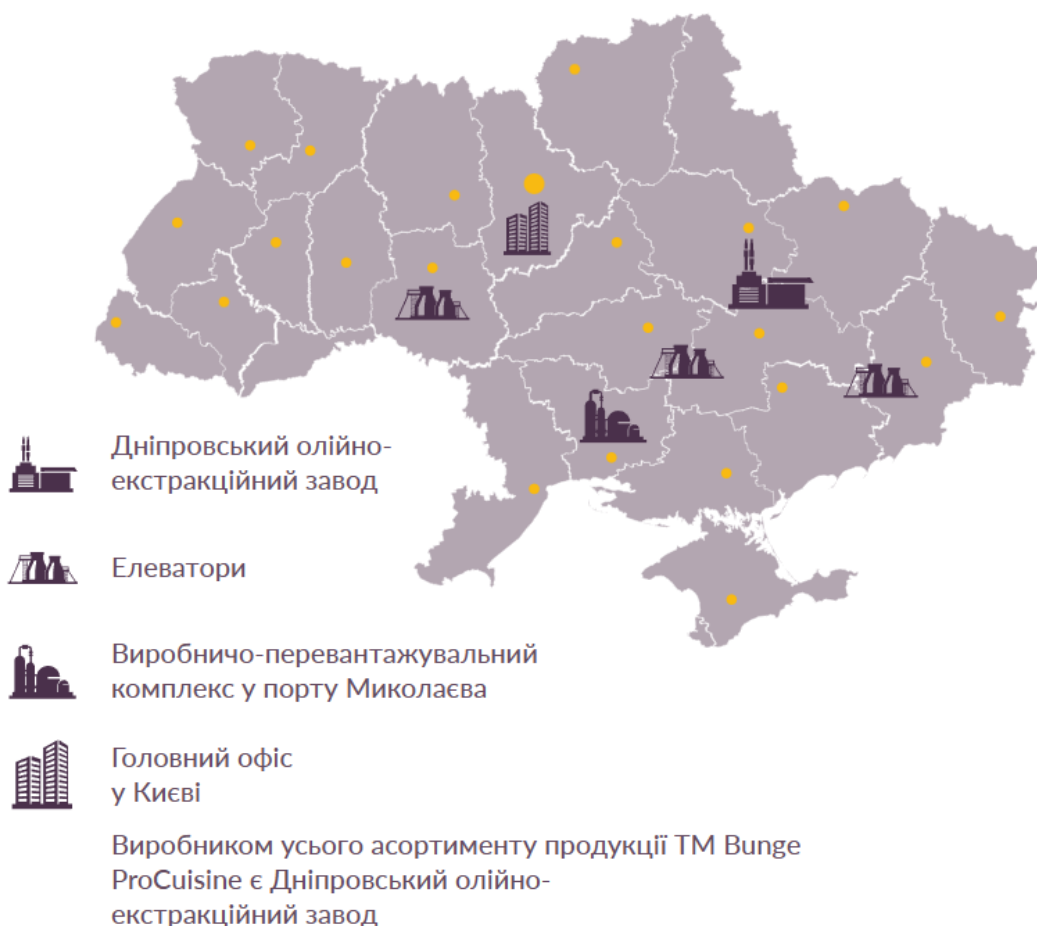 Дніпровський олійно-
екстракційний завод
Елеватори
Виробничо-перевантажувальний
комплекс у порту Миколаєва
Головний офіс
у Києві
Виробником усього асортименту продукції ТМ Bunge
ProCuisine є Дніпровський олійно-
екстракційний завод